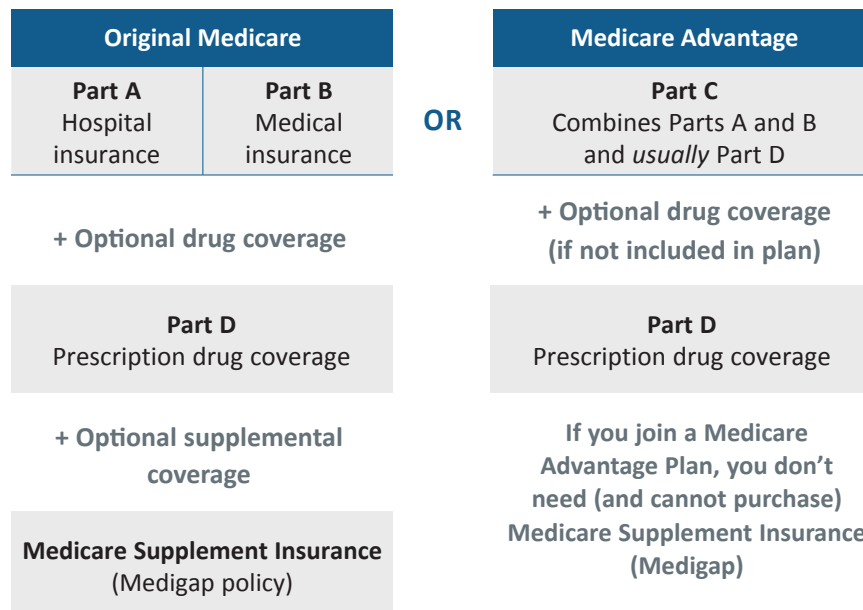 Original Medicare
Part A
Hospital
insurance
Part B
Medical
insurance
+ Optional drug coverage
Part D
Prescription drug coverage
+ Optional supplemental
coverage
Medicare Supplement Insurance
(Medigap policy)
OR
Medicare Advantage
Part C
Combines Parts A and B
and usually Part D
+ Optional drug coverage
(if not included in plan)
Part D
Prescription drug coverage
If you join a Medicare
Advantage Plan, you don’t
need (and cannot purchase)
Medicare Supplement Insurance
(Medigap)